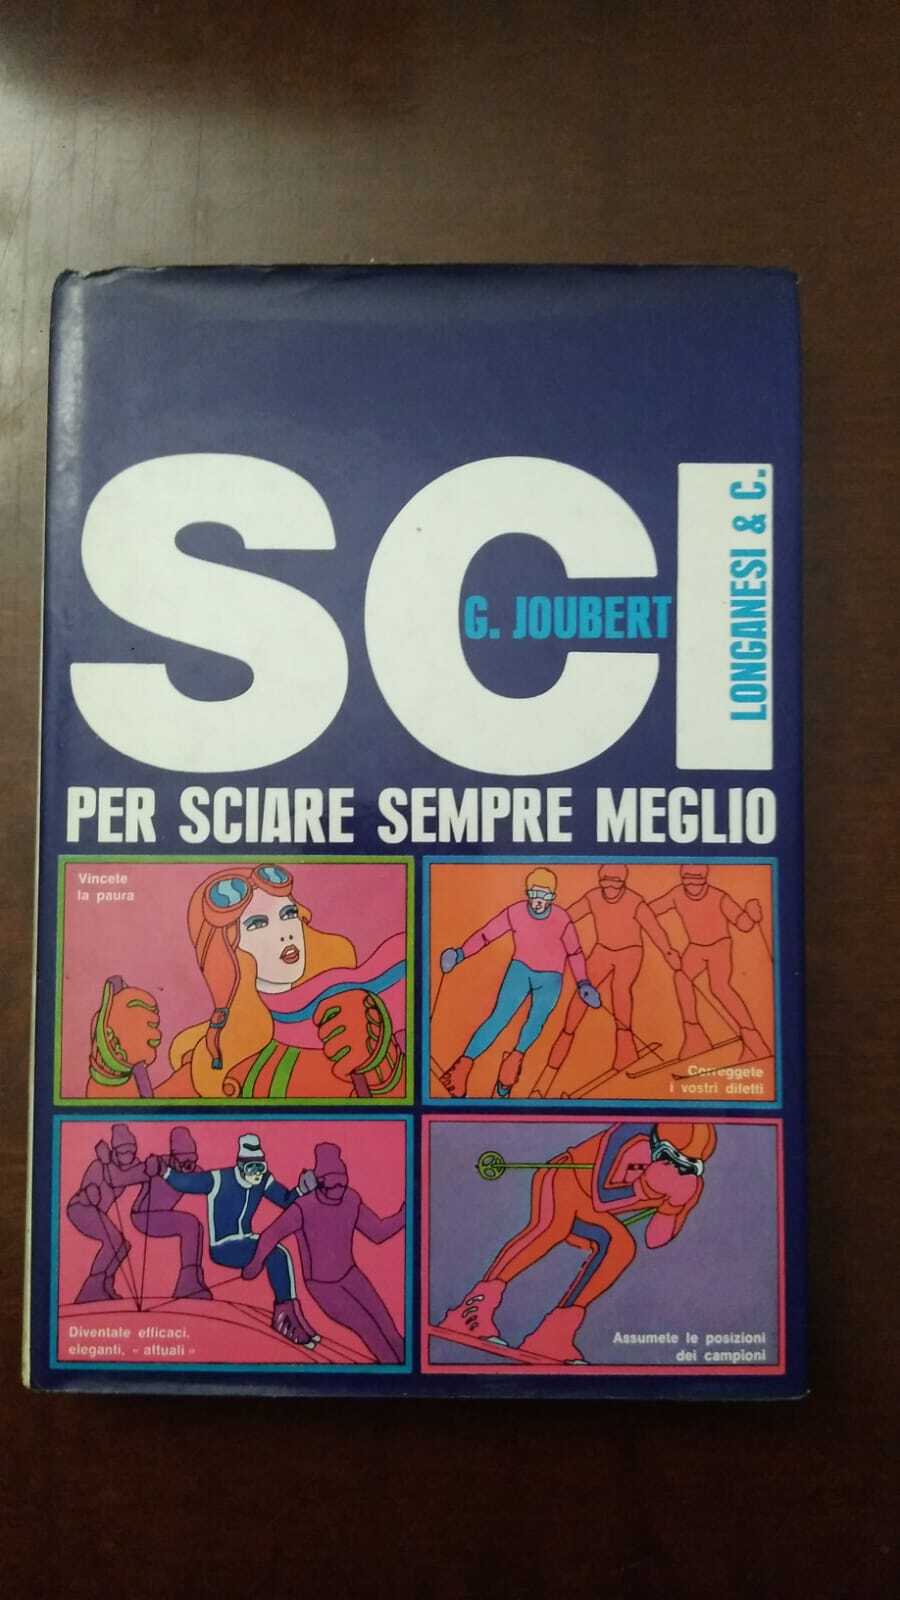 SCI
G. JOUBERT
LONGANESI & C.
PER SCIARE SEMPRE MEGLIO
Vincete
la paura
Correggete
i vostri difetti
Diventate efficaci,
eleganti, « attuali »
Assumete le posizioni
dei campioni